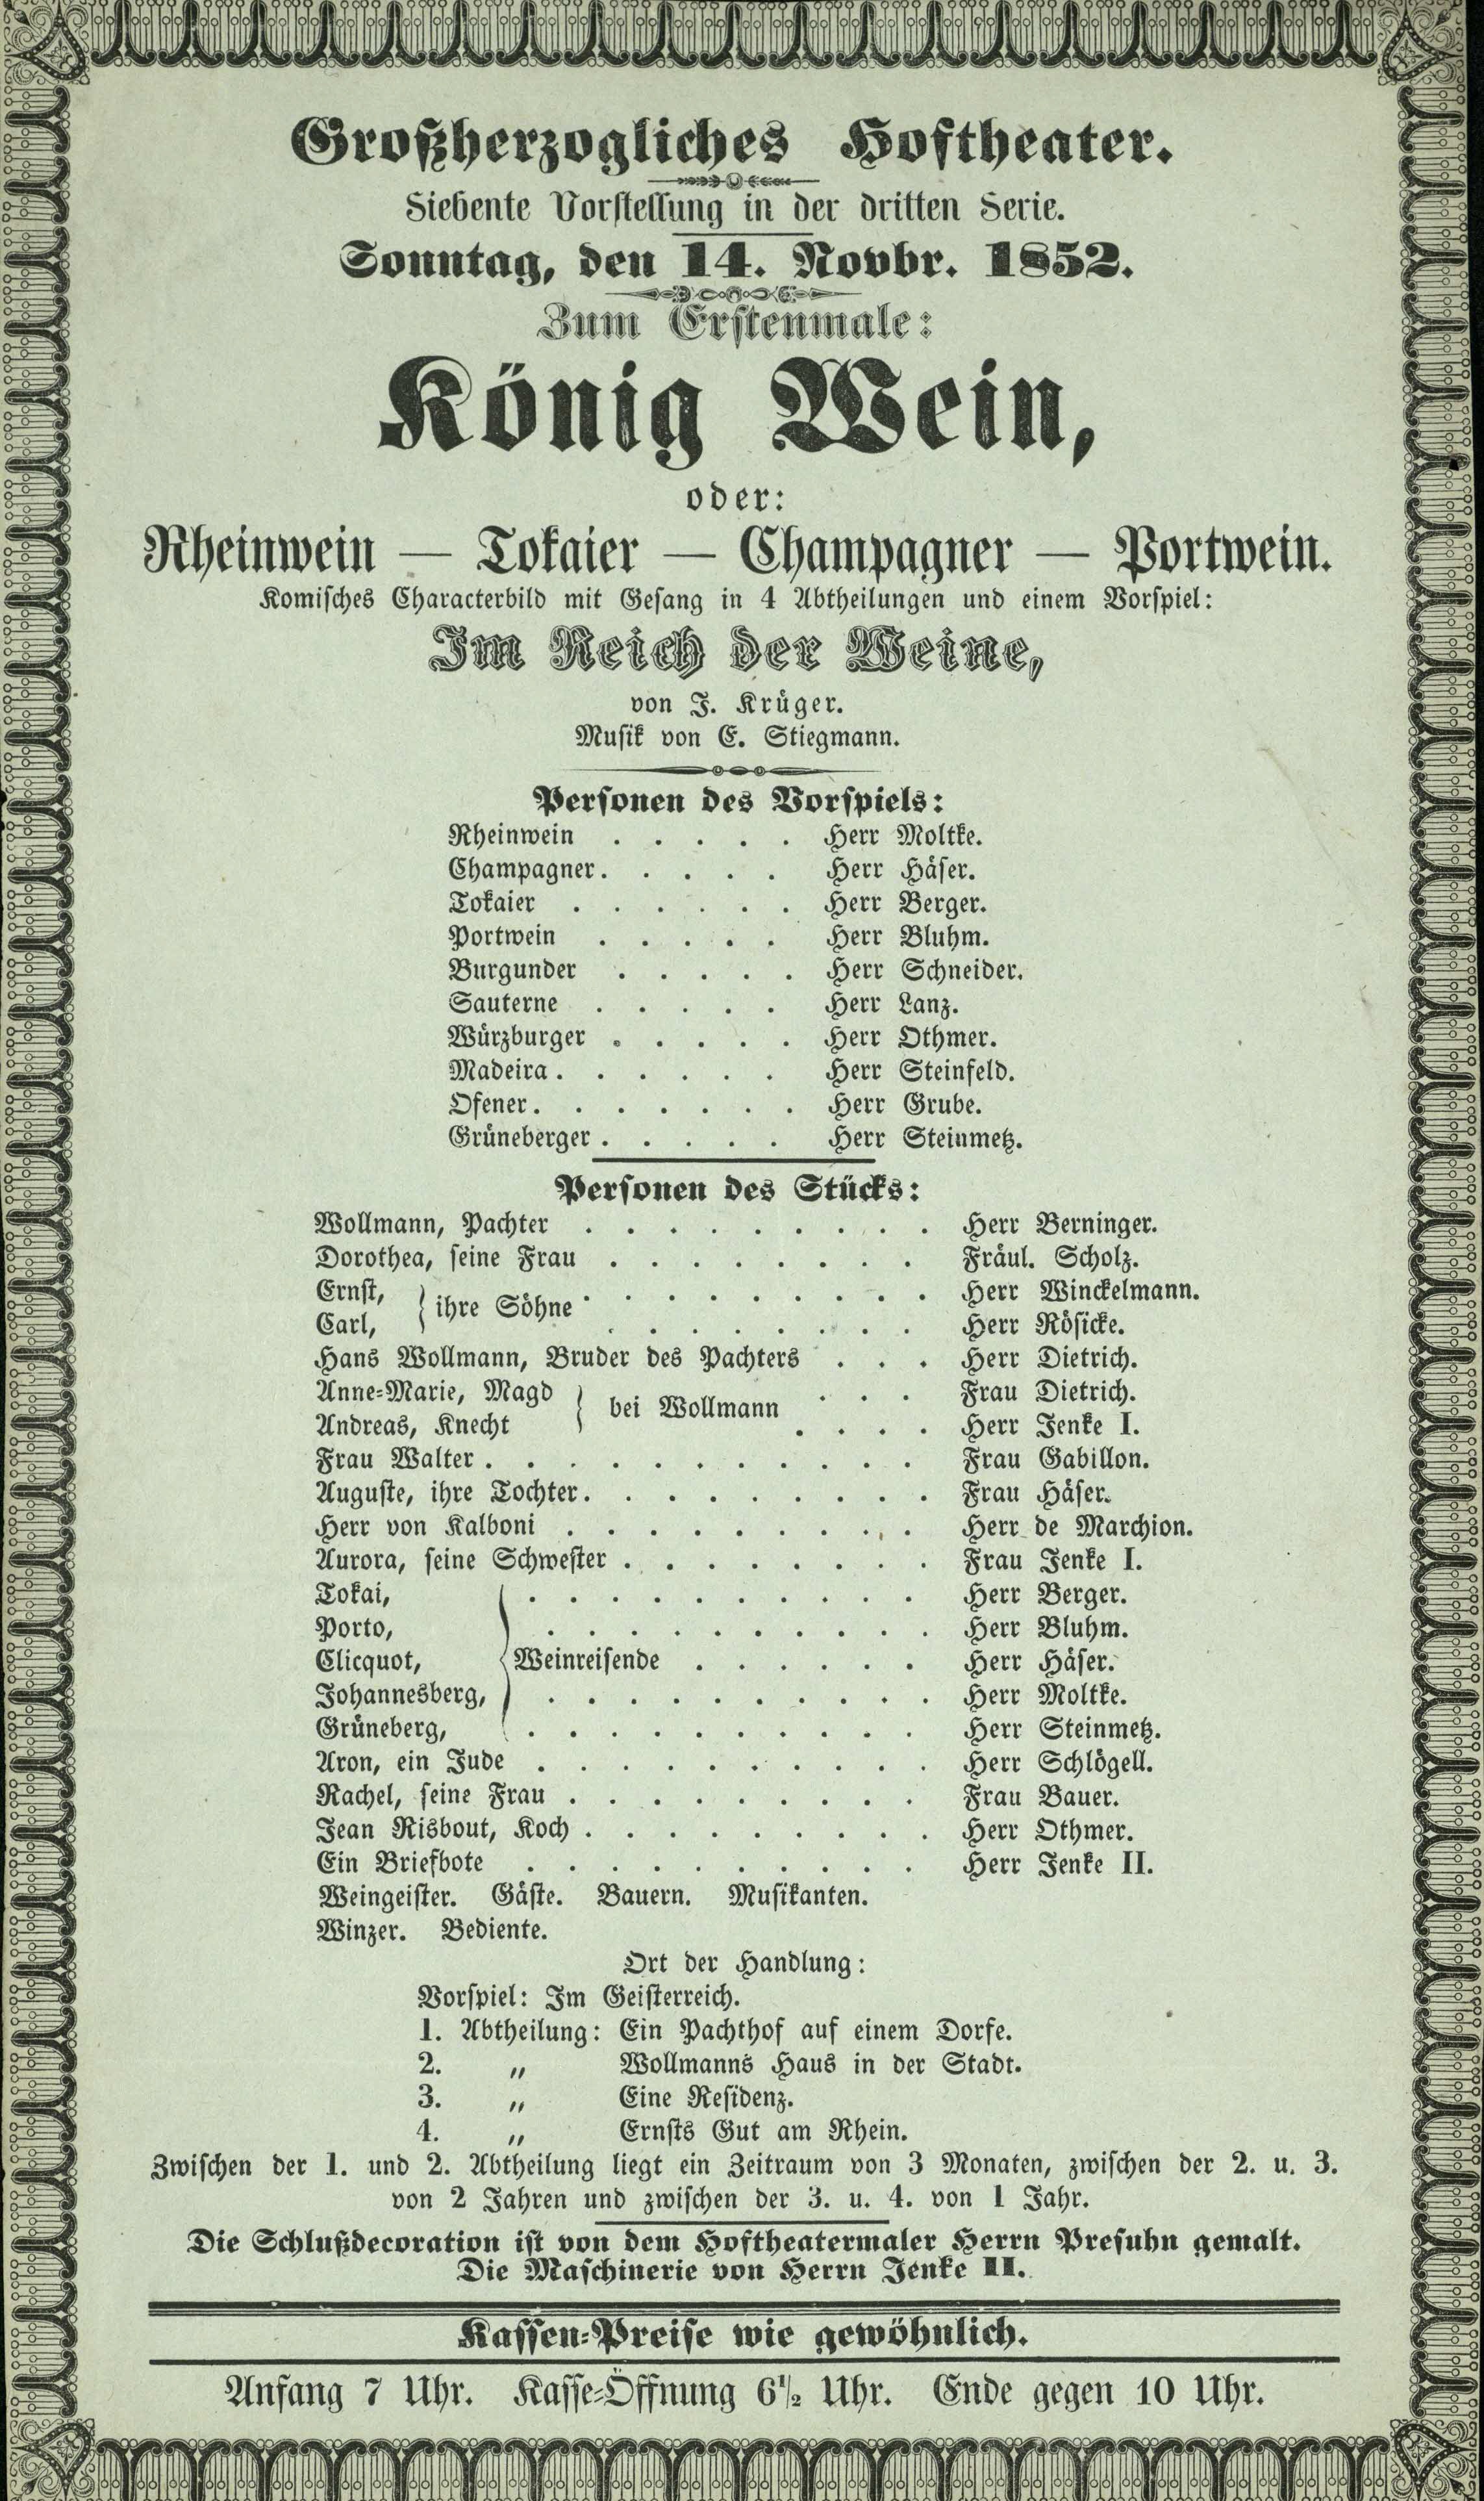 Großherzogliches Hoftheater.
Siebente Vorstellung in der dritten Serie.
Sonntag, den 14. Novbr. 1852.
Zum Erstenmale:
König Wein,
oder:
Rheinwein — Tokaier — Champagner — Portwein.
Komisches Characterbild mit Gesang in 4 Abtheilungen und einem Vorspiel:
Im Reich der Weine,
von J. Krüger.
Musik von E. Stiegmann.
Personen des Vorspiels:
Rheinwein . . . . . Herr Moltke.
Champagner . . . . . Herr Häser.
Tokaier . . . . . . Herr Berger.
Portwein . . . . . Herr Bluhm.
Burgunder . . . . . Herr Schneider.
Sauterne . . . . . Herr Lanz.
Würzburger . . . . . Herr Othmer.
Madeira . . . . . . Herr Steinfeld.
Ofener . . . . . . . Herr Grube.
Grüneberger . . . . . Herr Steinmetz.
Personen des Stücks:
Wollmann, Pachter . . . . . . . . . Herr Berninger.
Dorothea, seine Frau . . . . . . . . Fräul. Scholz.
Ernst, } ihre Söhne . . . . . . . . . Herr Winckelmann.
Carl, . . . . . . . . Herr Rösicke.
Hans Wollmann, Bruder des Pachters . . . Herr Dietrich.
Anne-Marie, Magd } bei Wollmann . . . Frau Dietrich.
Andreas, Knecht . . . . Herr Jenke I.
Frau Walter . . . . . . . . . . . Frau Gabillon.
Auguste, ihre Tochter . . . . . . . . . Frau Häser.
Herr von Kalboni . . . . . . . . . Herr de Marchion.
Aurora, seine Schwester . . . . . . . . Frau Jenke I.
Tokai, . . . . . . . . . . Herr Berger.
Porto, . . . . . . . . . . Herr Bluhm.
Clicquot, } Weinreisende . . . . . . Herr Häser.
Johannesberg, . . . . . . . . . . Herr Moltke.
Grüneberg, . . . . . . . . . . Herr Steinmetz.
Aron, ein Jude . . . . . . . . . . Herr Schlögell.
Rachel, seine Frau . . . . . . . . . Frau Bauer.
Jean Risbout, Koch . . . . . . . . . Herr Othmer.
Ein Briefbote . . . . . . . . . . Herr Jenke II.
Weingeister. Gäste. Bauern. Musikanten.
Winzer. Bediente.
Ort der Handlung:
Vorspiel: Im Geisterreich.
1. Abtheilung: Ein Pachthof auf einem Dorfe.
2. „ Wollmanns Haus in der Stadt.
3. „ Eine Residenz.
4. „ Ernsts Gut am Rhein.
Zwischen der 1. und 2. Abtheilung liegt ein Zeitraum von 3 Monaten, zwischen der 2. u. 3.
von 2 Jahren und zwischen der 3. u. 4. von 1 Jahr.
Die Schlußdecoration ist von dem Hoftheatermaler Herrn Presuhn gemalt.
Die Maschinerie von Herrn Jenke II.
Kassen-Preise wie gewöhnlich.
Anfang 7 Uhr. Kasse-Öffnung 6½ Uhr. Ende gegen 10 Uhr.